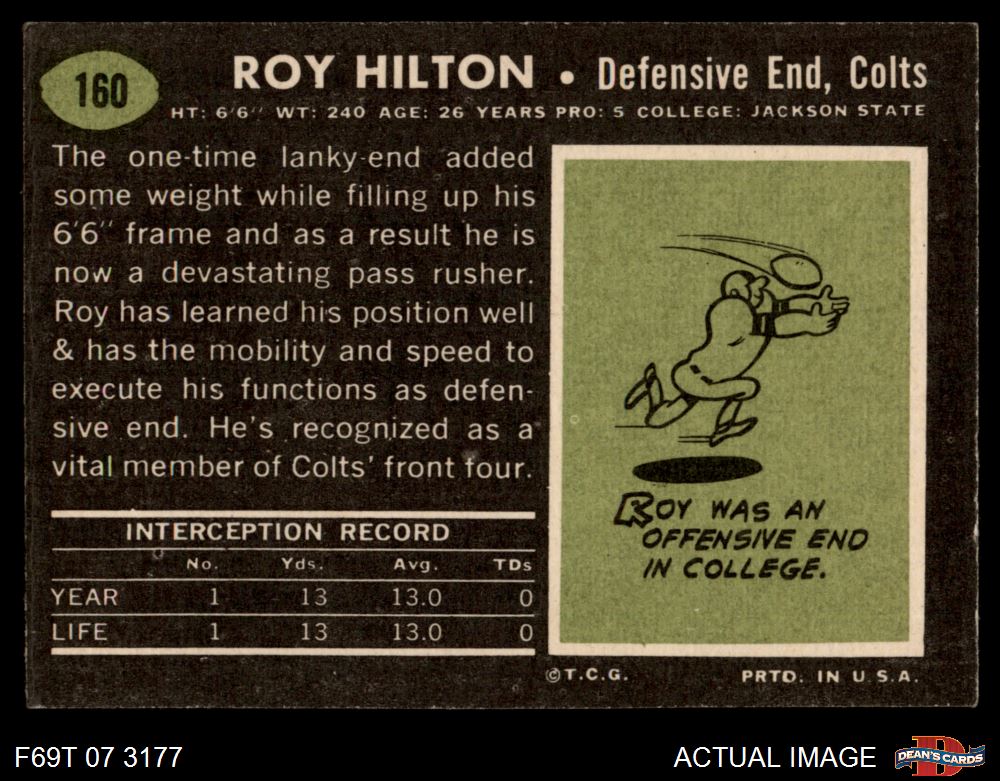 160
ROY HILTON • Defensive End, Colts
HT: 6'6" WT: 240 AGE: 26 YEARS PRO: 5 COLLEGE: JACKSON STATE
The one-time lanky-end added
some weight while filling up his
6'6" frame and as a result he is
now a devastating pass rusher.
Roy has learned his position well
& has the mobility and speed to
execute his functions as defen-
sive end. He's recognized as a
vital member of Colts' front four.
INTERCEPTION RECORD
No. Yds. Avg. TDs
YEAR 1 13 13.0 0
LIFE 1 13 13.0 0
ROY WAS AN
OFFENSIVE END
IN COLLEGE.
©T.C.G. PRTD. IN U.S.A.
F69T 07 3177
ACTUAL IMAGE
D
DEAN'S CARDS